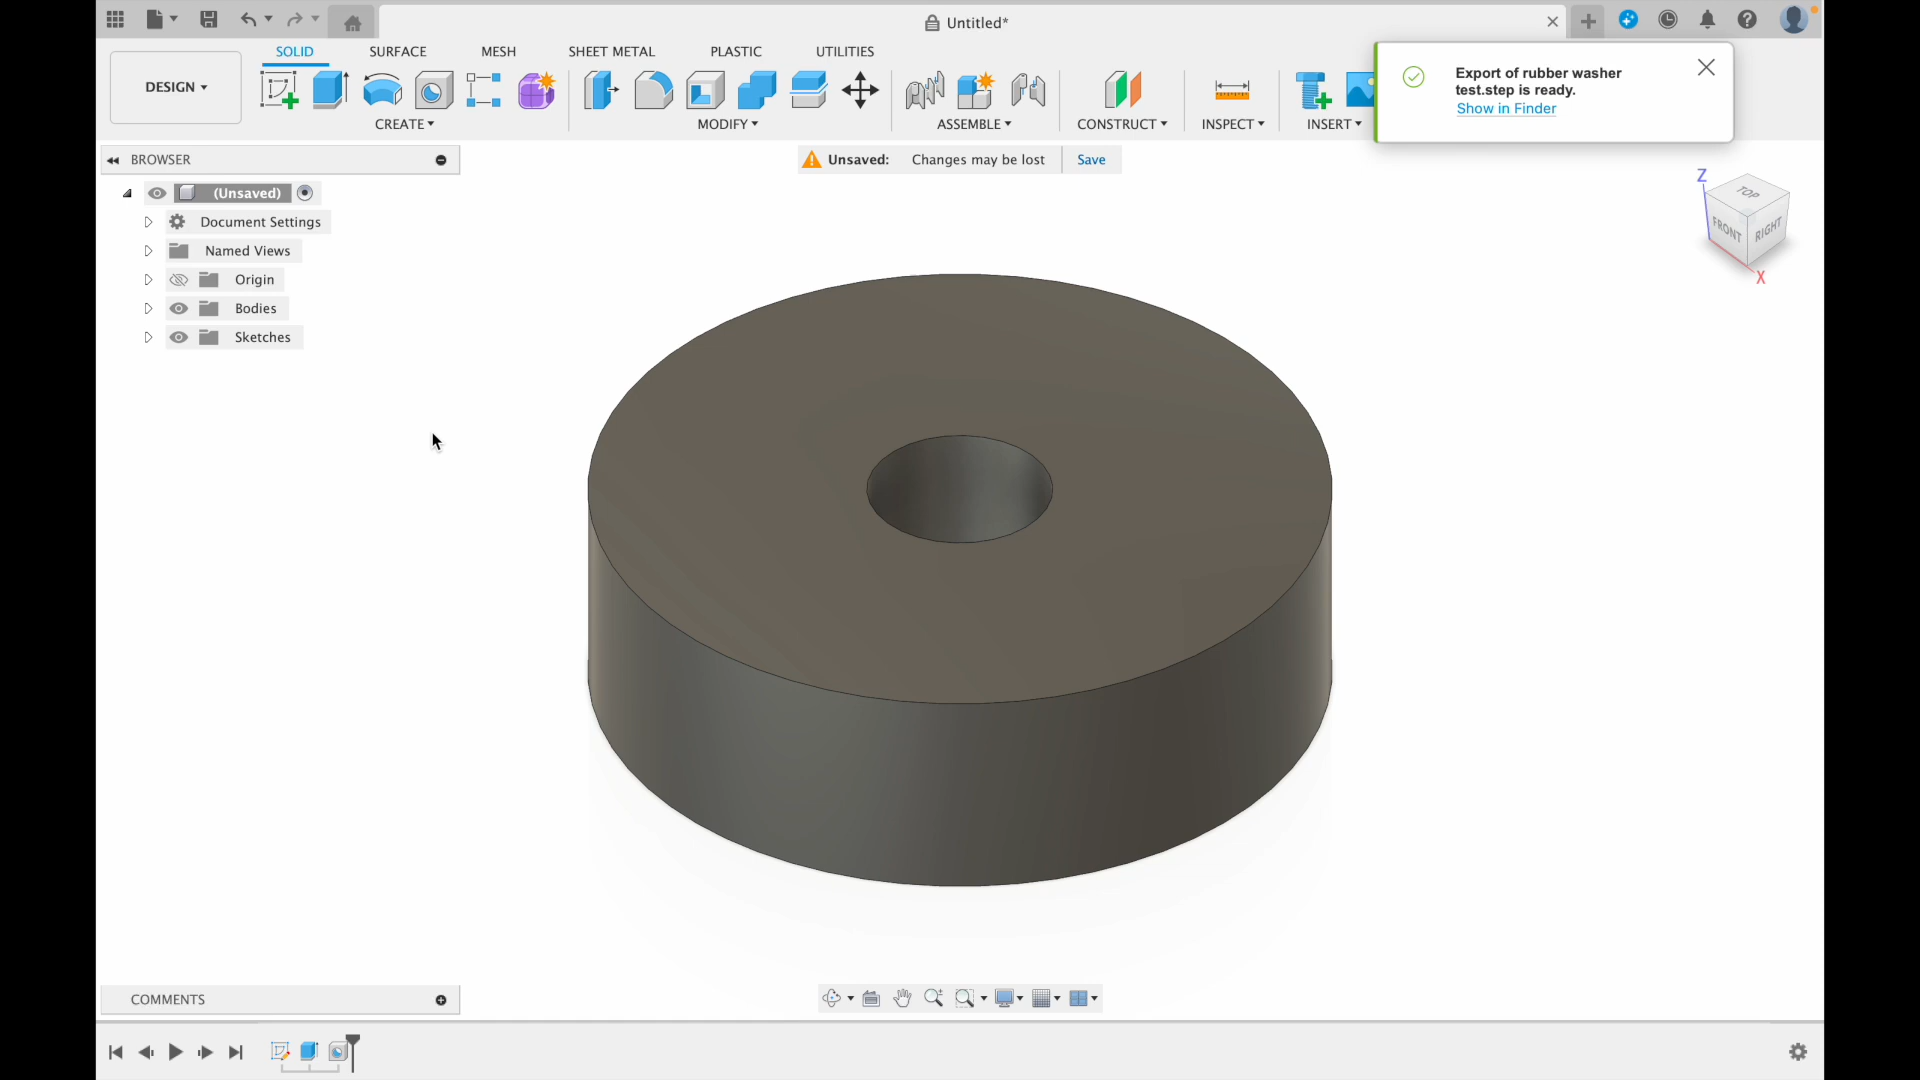 Untitled*
DESIGN
SOLID
SURFACE
MESH
SHEET METAL
PLASTIC
UTILITIES
CREATE
MODIFY
ASSEMBLE
CONSTRUCT
INSPECT
INSERT
Export of rubber washer
test.step is ready.
Show in Finder
BROWSER
Unsaved: Changes may be lost Save
(Unsaved)
Document Settings
Named Views
Origin
Bodies
Sketches
Z
TOP
FRONT
RIGHT
X
COMMENTS